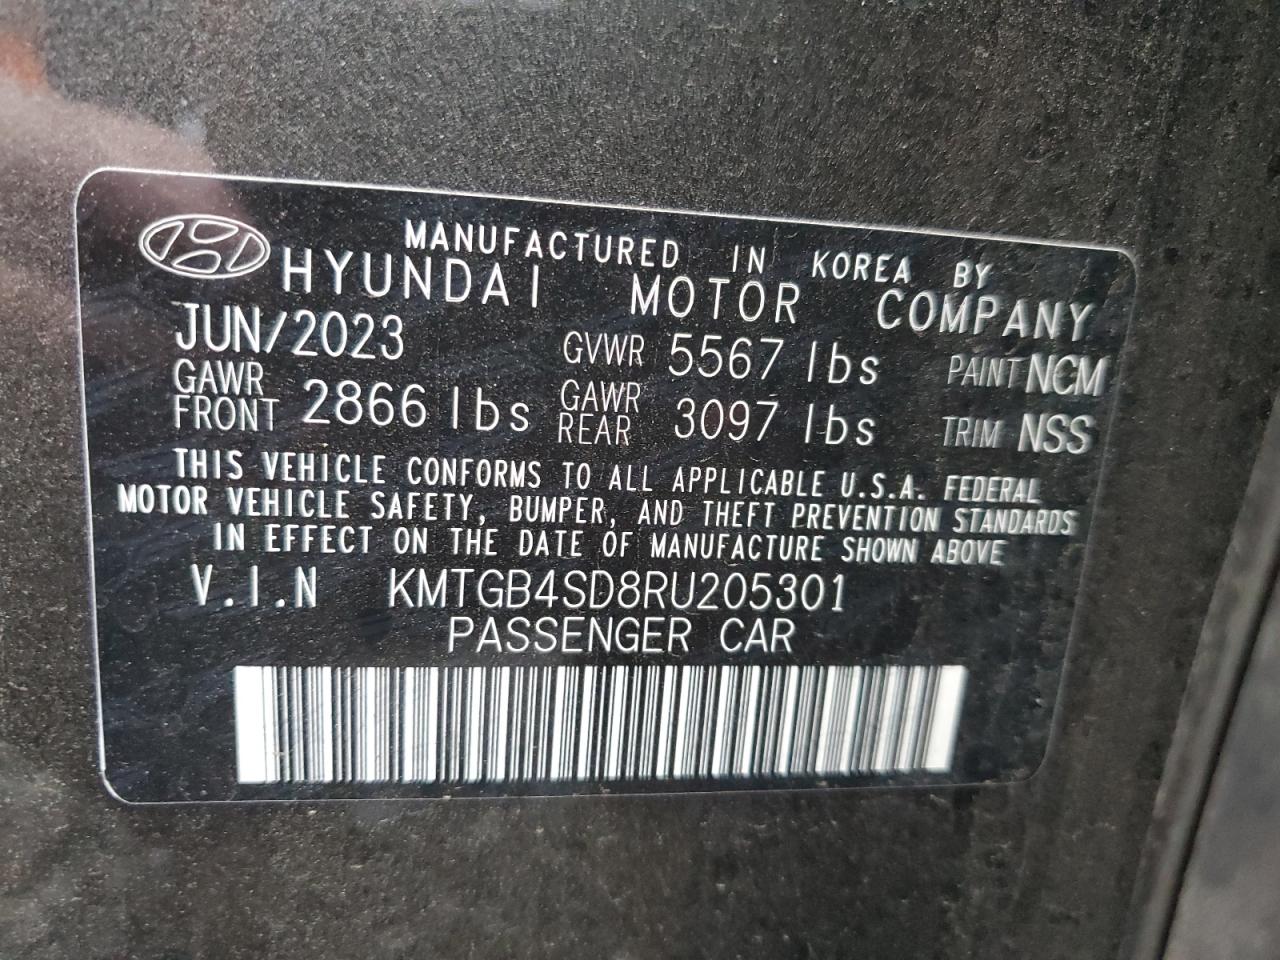 MANUFACTURED IN KOREA BY
HYUNDAI MOTOR COMPANY
JUN/2023 GVWR 5567 lbs PAINT NCM
GAWR FRONT 2866 lbs GAWR REAR 3097 lbs TRIM NSS
THIS VEHICLE CONFORMS TO ALL APPLICABLE U.S.A. FEDERAL
MOTOR VEHICLE SAFETY, BUMPER, AND THEFT PREVENTION STANDARDS
IN EFFECT ON THE DATE OF MANUFACTURE SHOWN ABOVE
V.I.N KMTGB4SD8RU205301
PASSENGER CAR